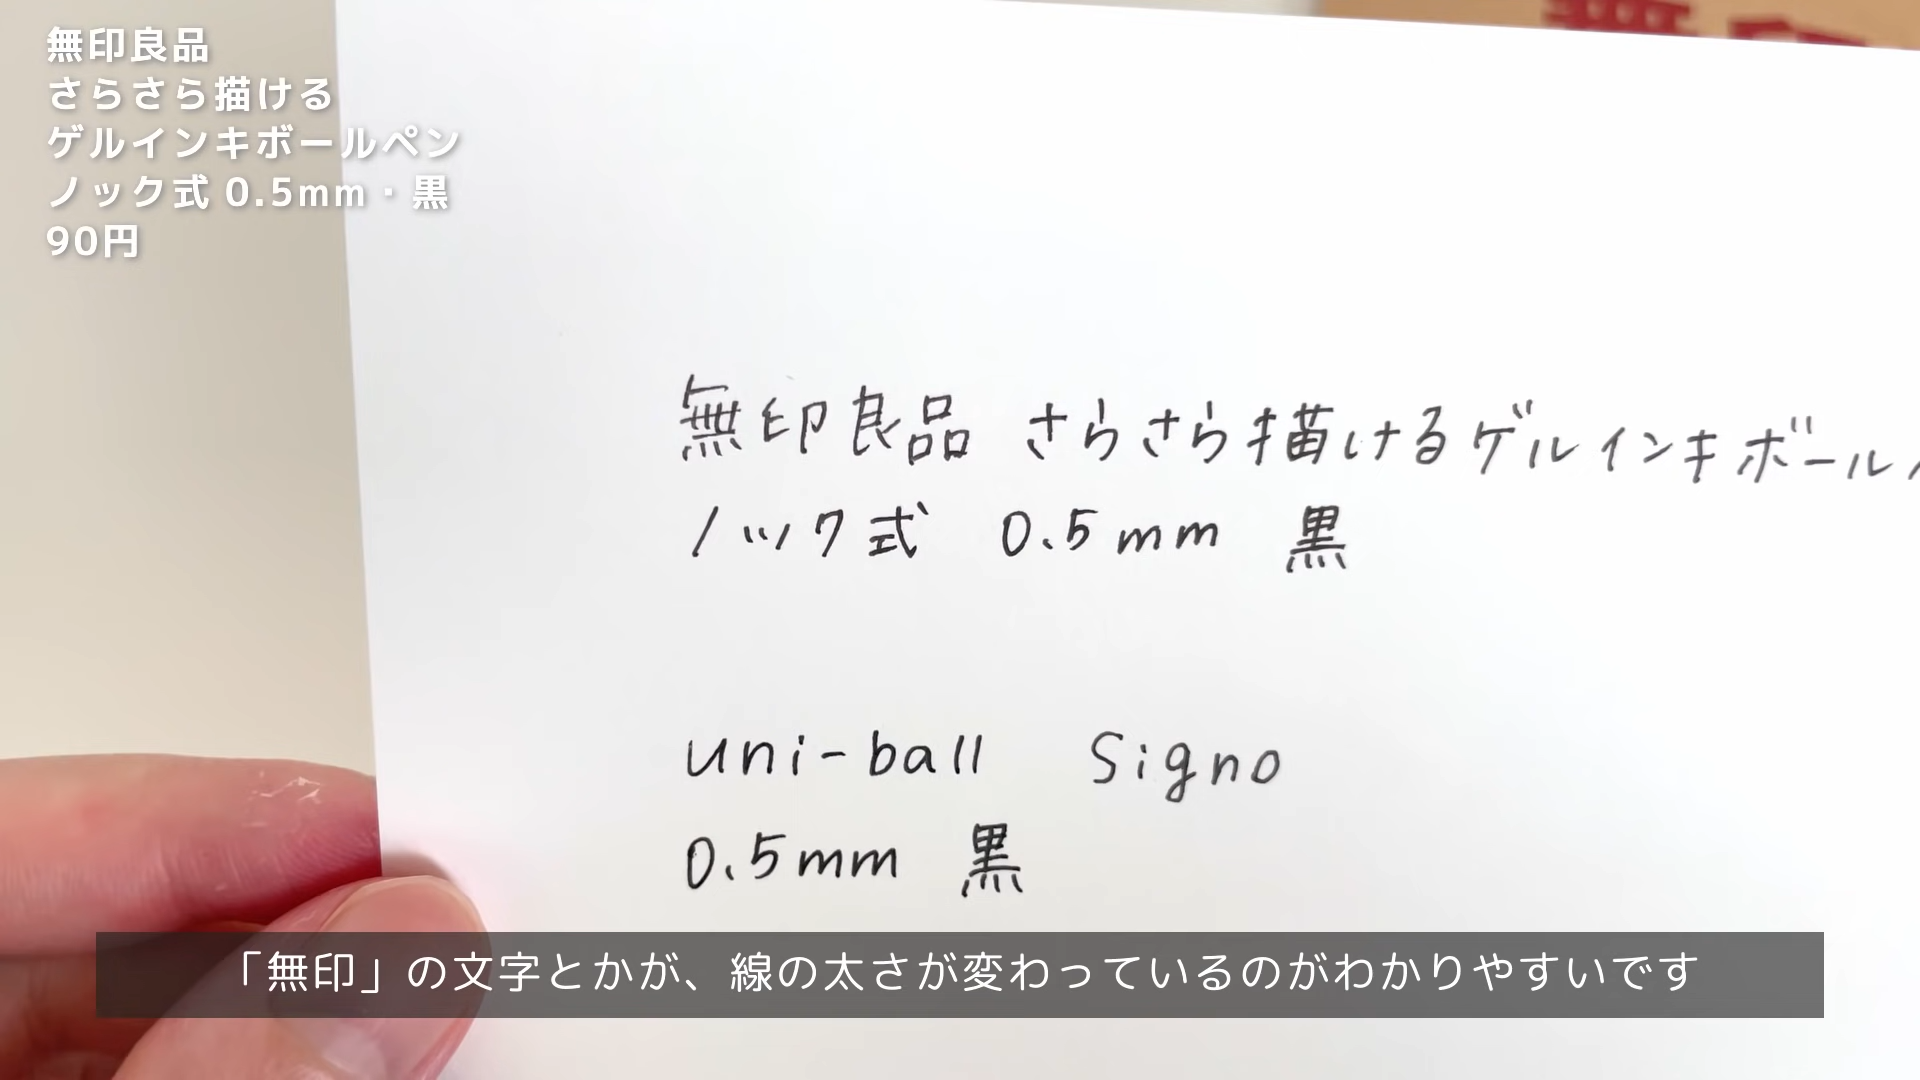 無印良品
さらさら描ける
ゲルインキボールペン
ノック式 0.5mm・黒
90円
無印良品 さらさら描けるゲルインキボール
ノック式 0.5mm 黒
uni-ball Signo
0.5mm 黒
「無印」の文字とかが、線の太さが変わっているのがわかりやすいです